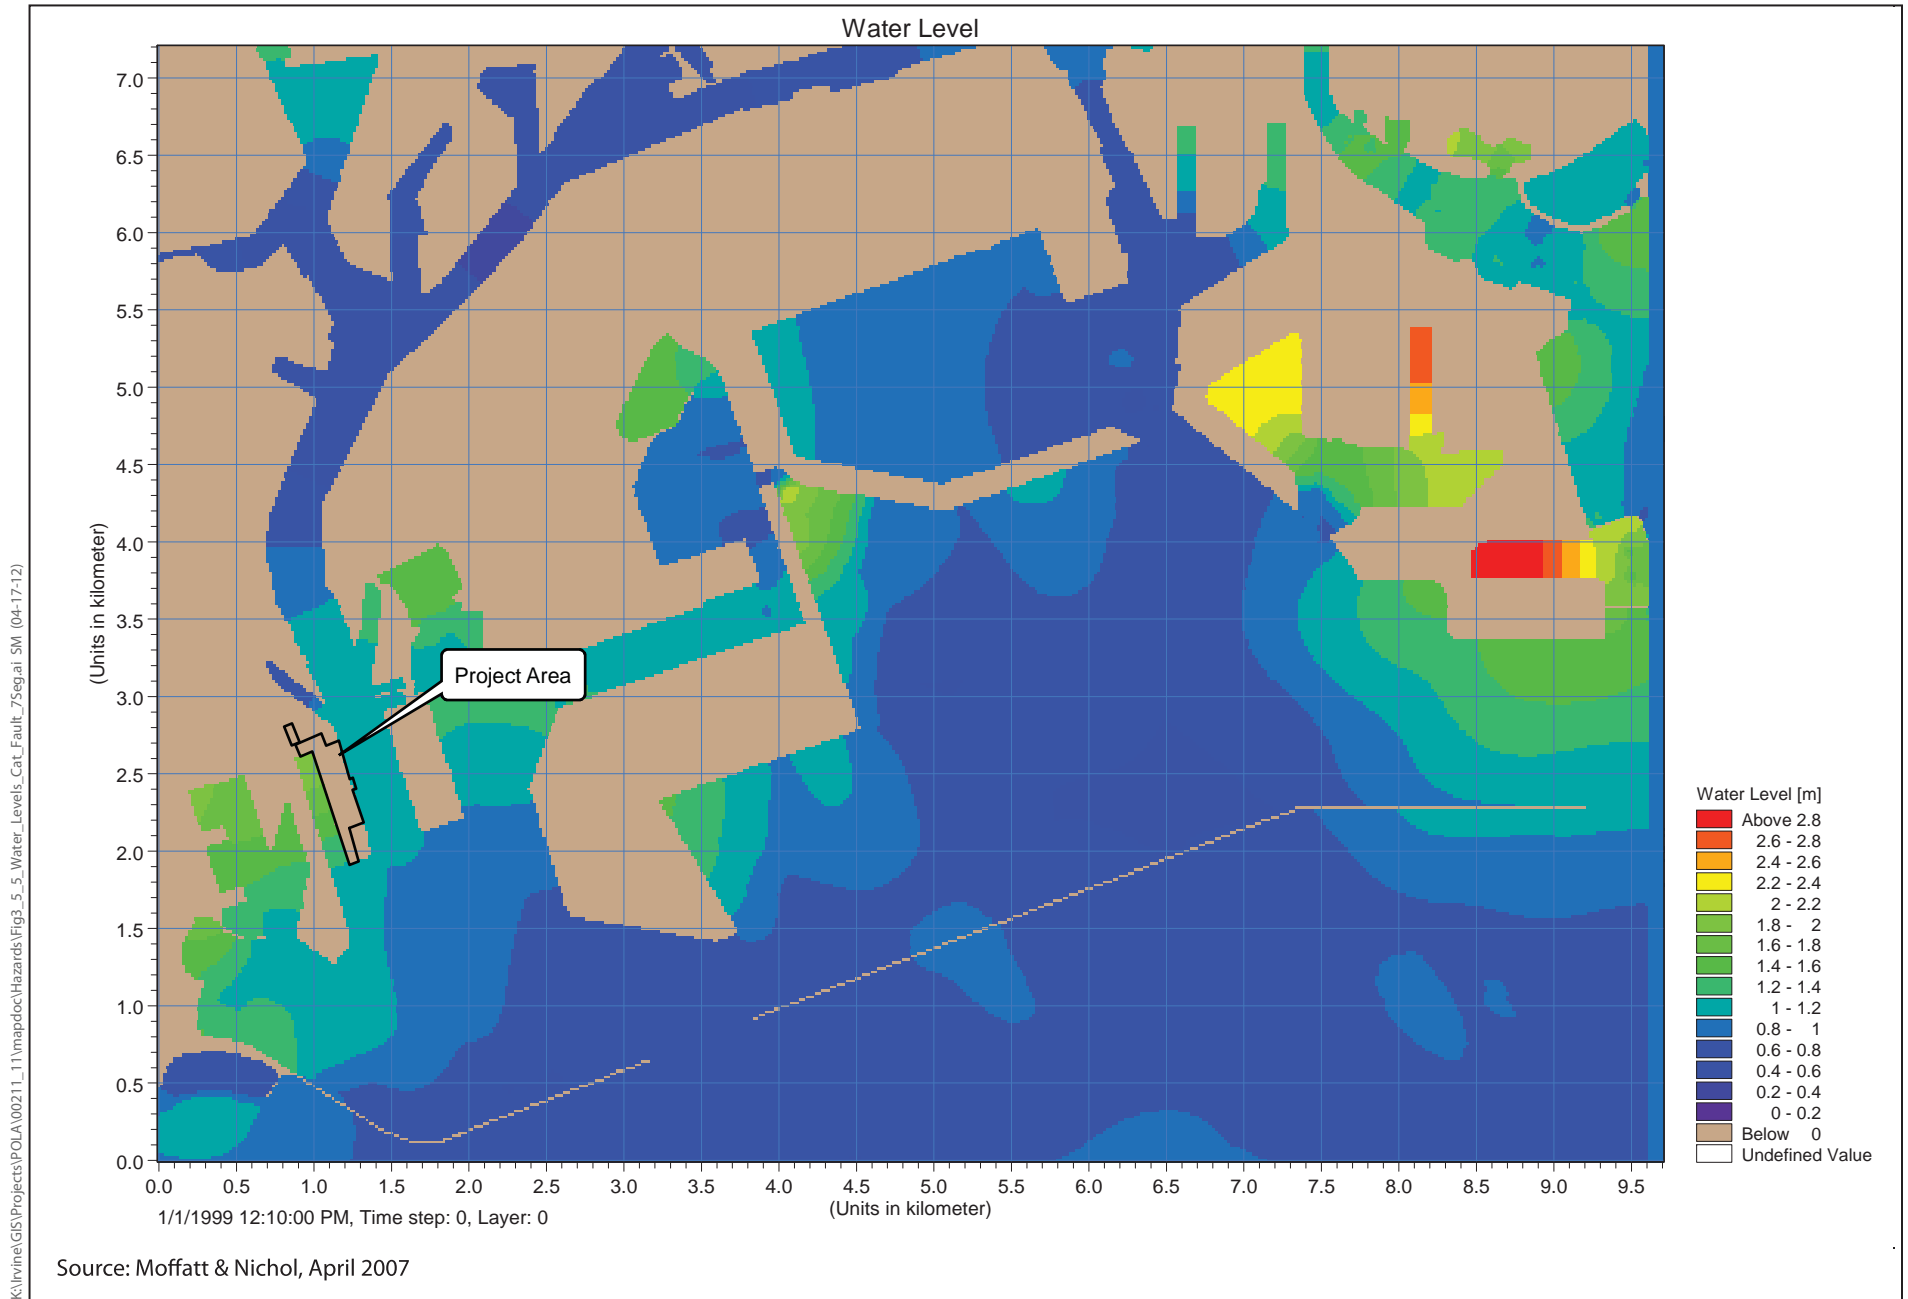 Water Level
7.0
6.5
6.0
5.5
5.0
4.5
4.0
3.5
3.0
2.5
2.0
1.5
1.0
0.5
0.0
(Units in kilometer)
Project Area
0.0 0.5 1.0 1.5 2.0 2.5 3.0 3.5 4.0 4.5 5.0 5.5 6.0 6.5 7.0 7.5 8.0 8.5 9.0 9.5
(Units in kilometer)
1/1/1999 12:10:00 PM, Time step: 0, Layer: 0
Water Level [m]
Above 2.8
2.6 - 2.8
2.4 - 2.6
2.2 - 2.4
2 - 2.2
1.8 - 2
1.6 - 1.8
1.4 - 1.6
1.2 - 1.4
1 - 1.2
0.8 - 1
0.6 - 0.8
0.4 - 0.6
0.2 - 0.4
0 - 0.2
Below 0
Undefined Value
Source: Moffatt & Nichol, April 2007
K:\Irvine\GIS\Projects\POLA\00211_11\mapdoc\Hazards\Fig3_5_5_Water_Levels_Cat_Fault_7Seg.ai SM (04-17-12)